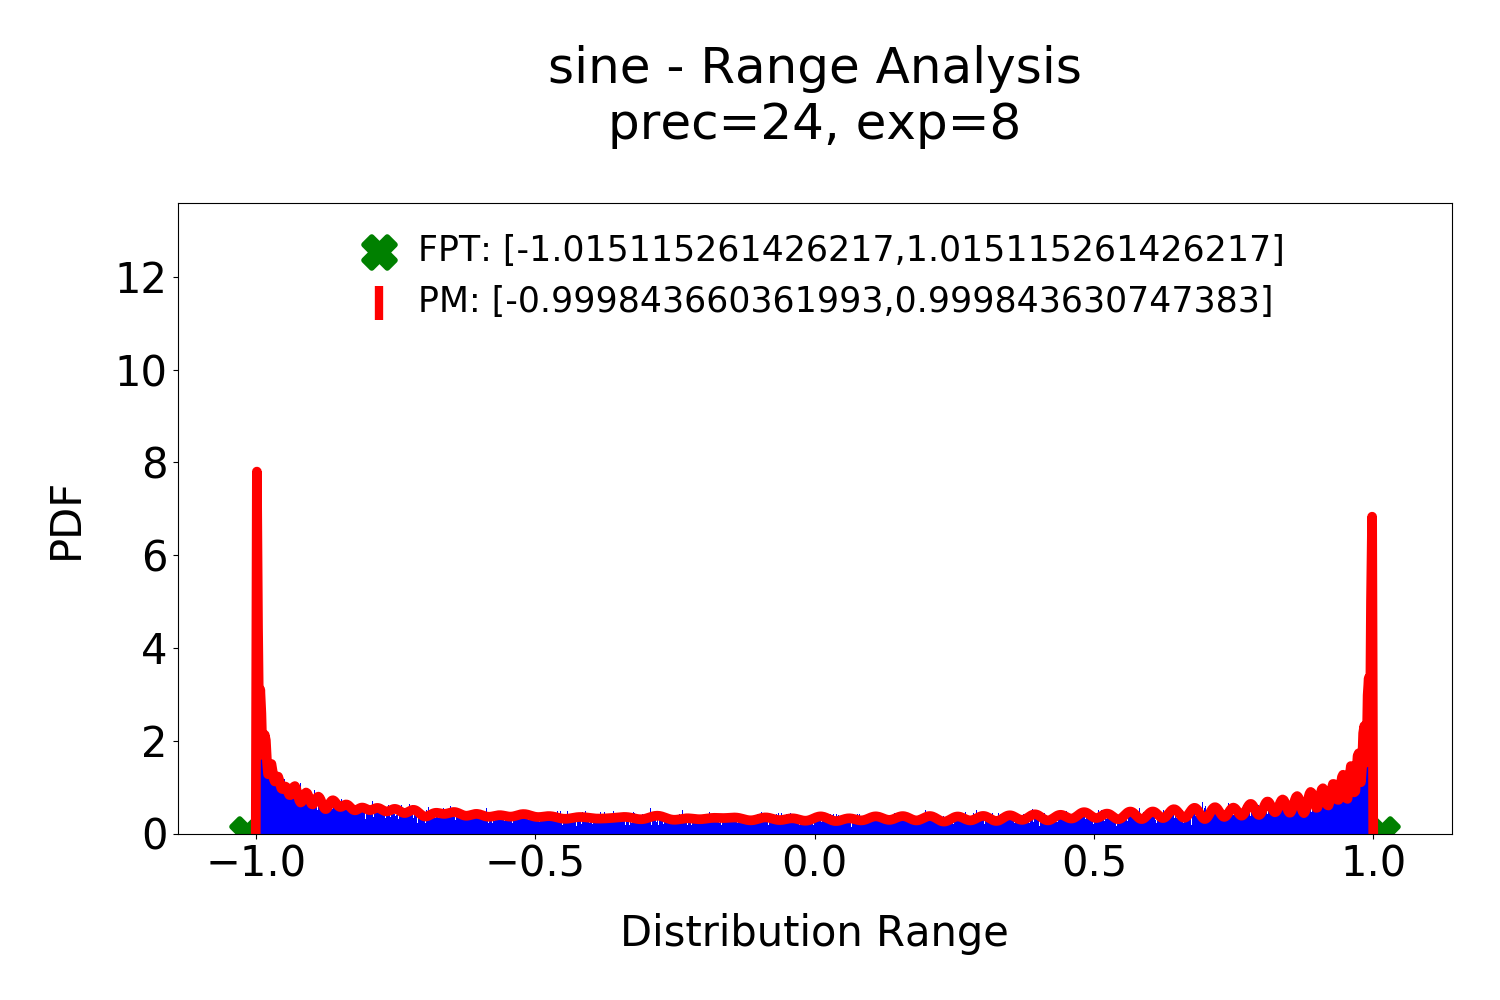 sine - Range Analysis
prec=24, exp=8
FPT: [-1.015115261426217,1.015115261426217]
PM: [-0.999843660361993,0.999843630747383]
12
10
8
6
4
2
0
PDF
−1.0 −0.5 0.0 0.5 1.0
Distribution Range